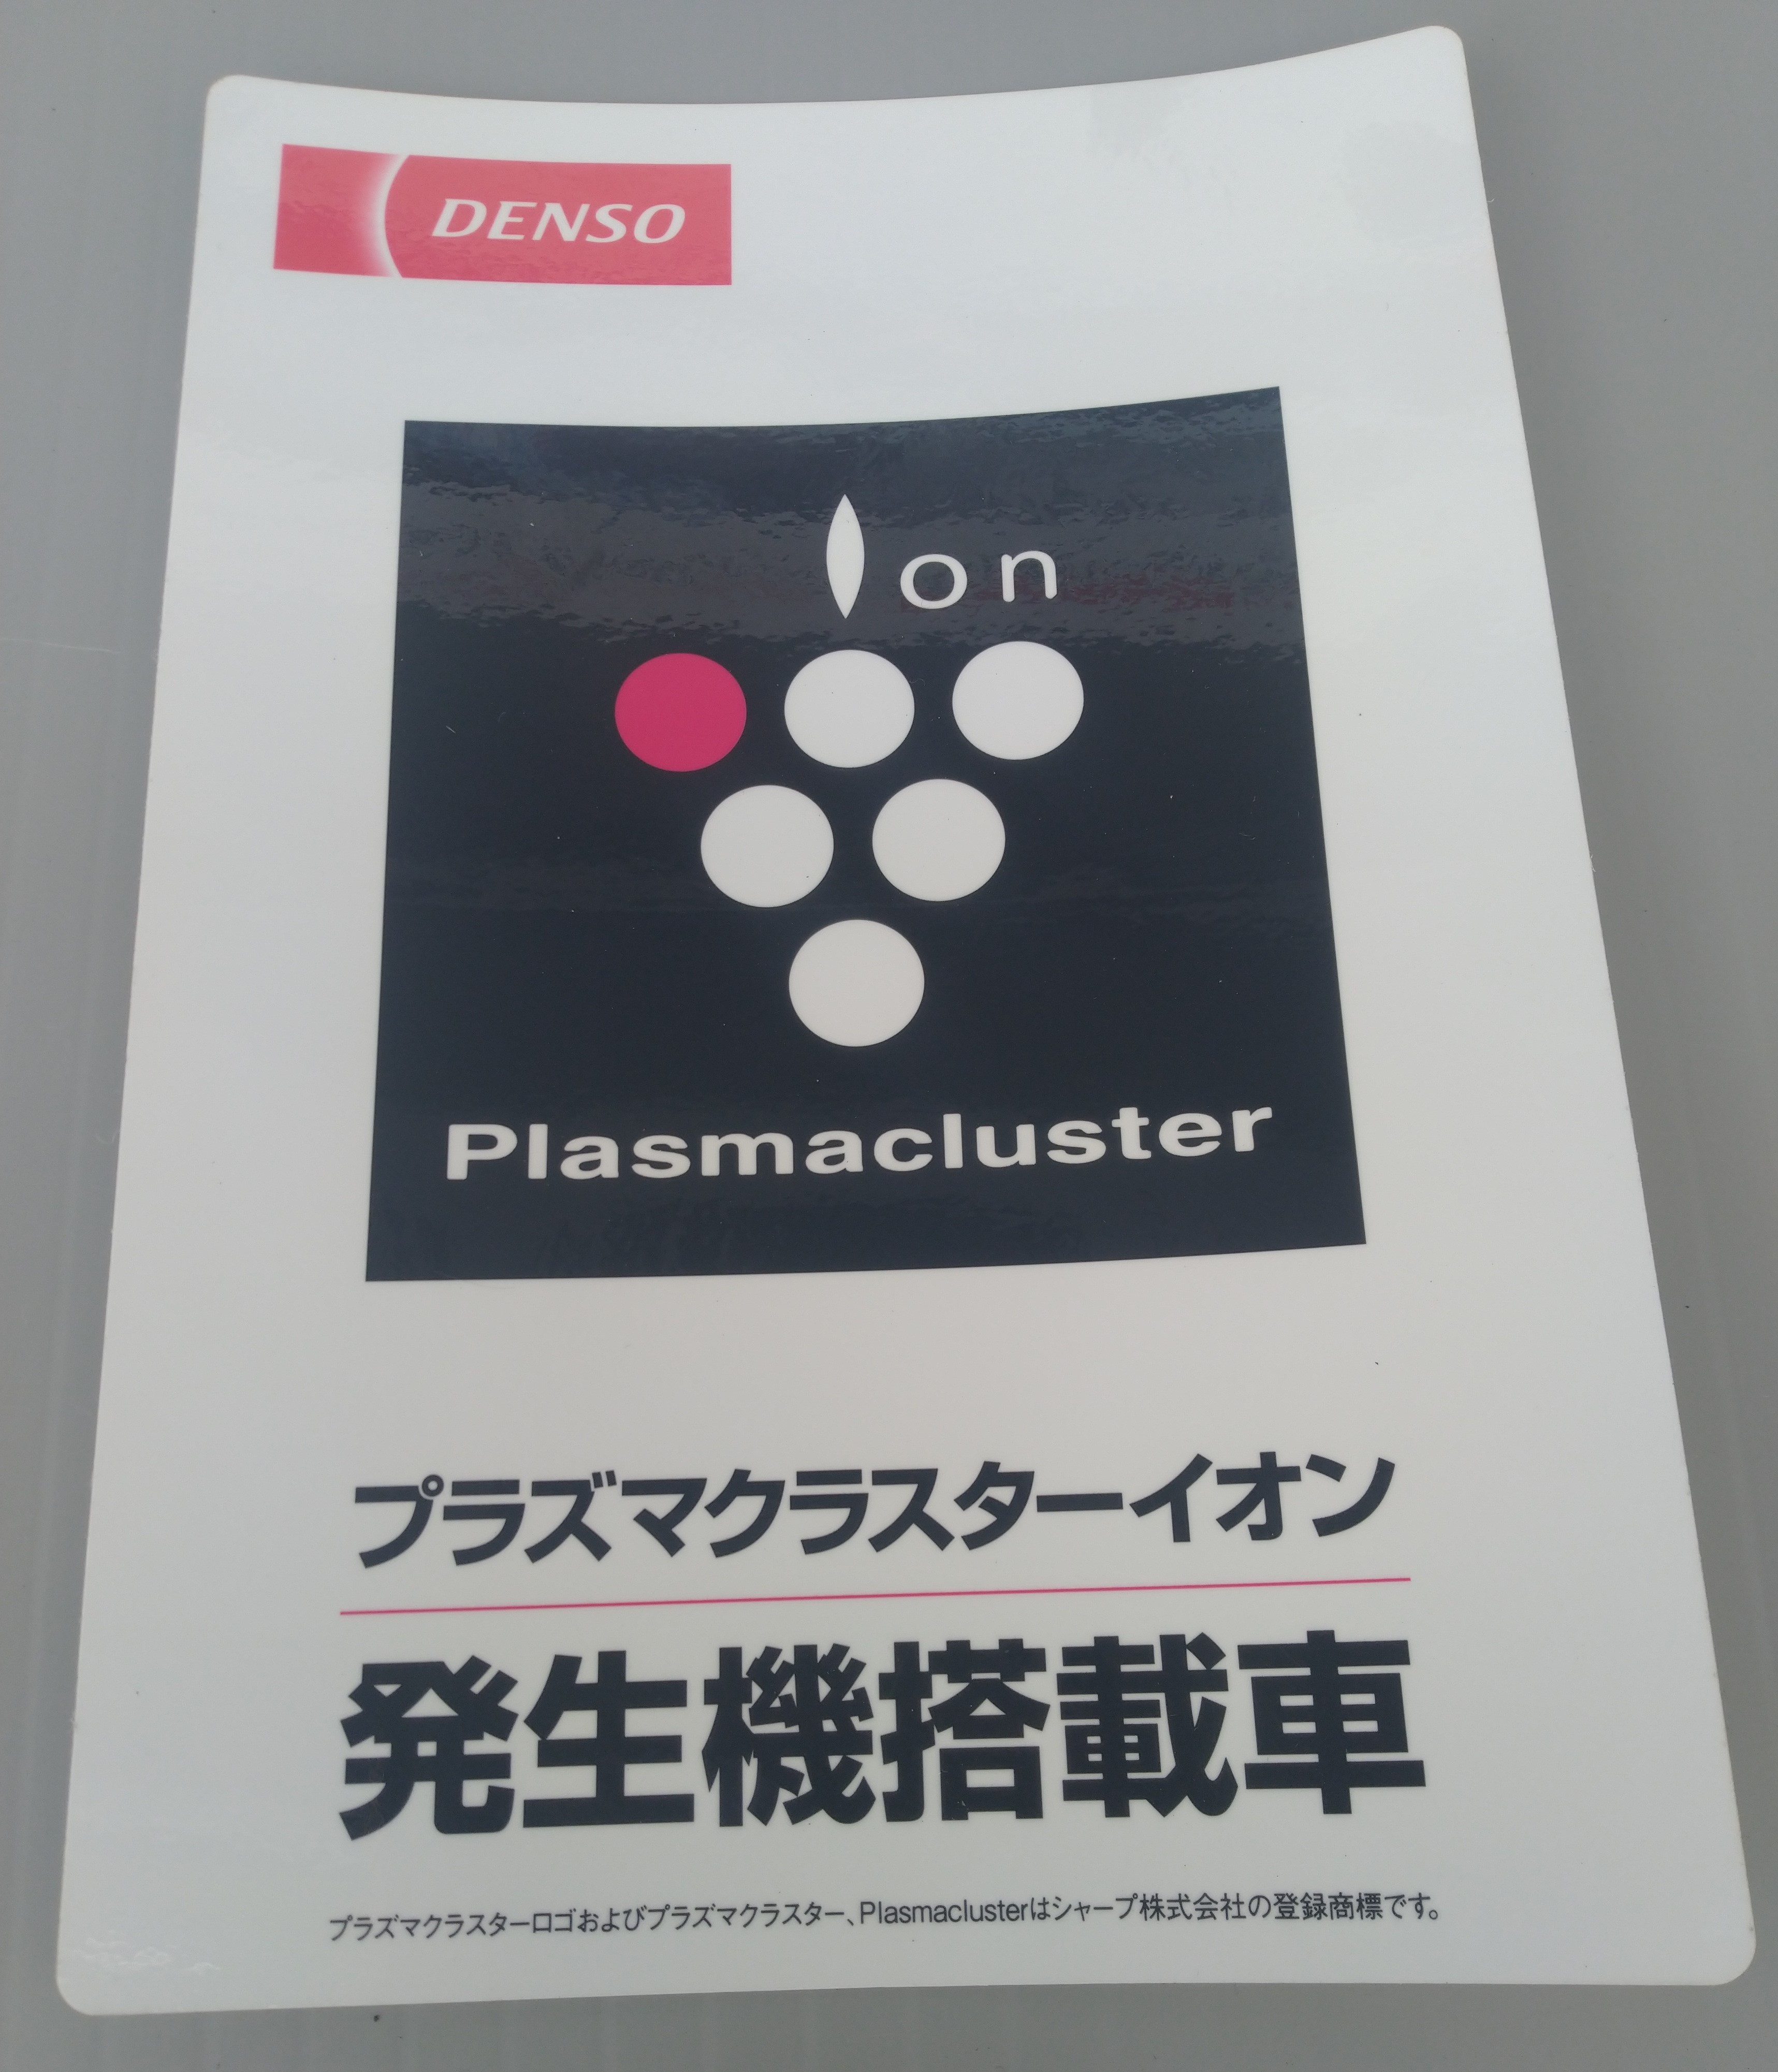 DENSO
Ion
Plasmacluster
プラズマクラスターイオン
発生機搭載車
プラズマクラスターロゴおよびプラズマクラスター、Plasmaclusterはシャープ株式会社の登録商標です。